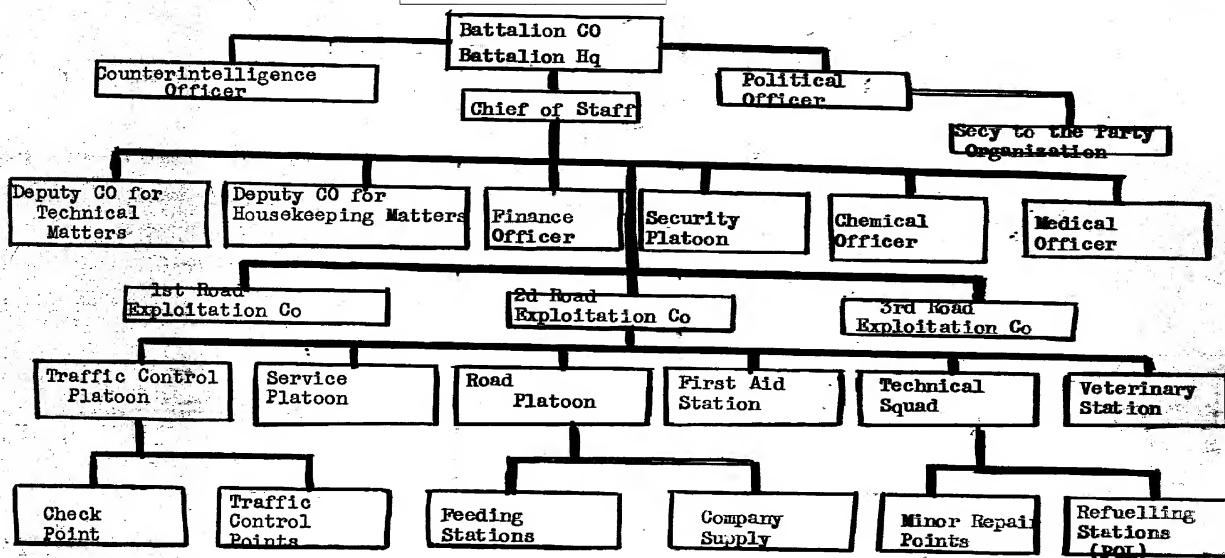 Battalion CO
Battalion Hq
Counterintelligence
Officer
Political
Officer
Chief of Staff
Secy to the Party
Organization
Deputy CO for
Technical
Matters
Deputy CO for
Housekeeping Matters
Finance
Officer
Security
Platoon
Chemical
Officer
Medical
Officer
1st Road
Exploitation Co
2d Road
Exploitation Co
3rd Road
Exploitation Co
Traffic Control
Platoon
Service
Platoon
Road
Platoon
First Aid
Station
Technical
Squad
Veterinary
Station
Check
Point
Traffic
Control
Points
Feeding
Stations
Company
Supply
Minor Repair
Points
Refuelling
Stations
(POL)